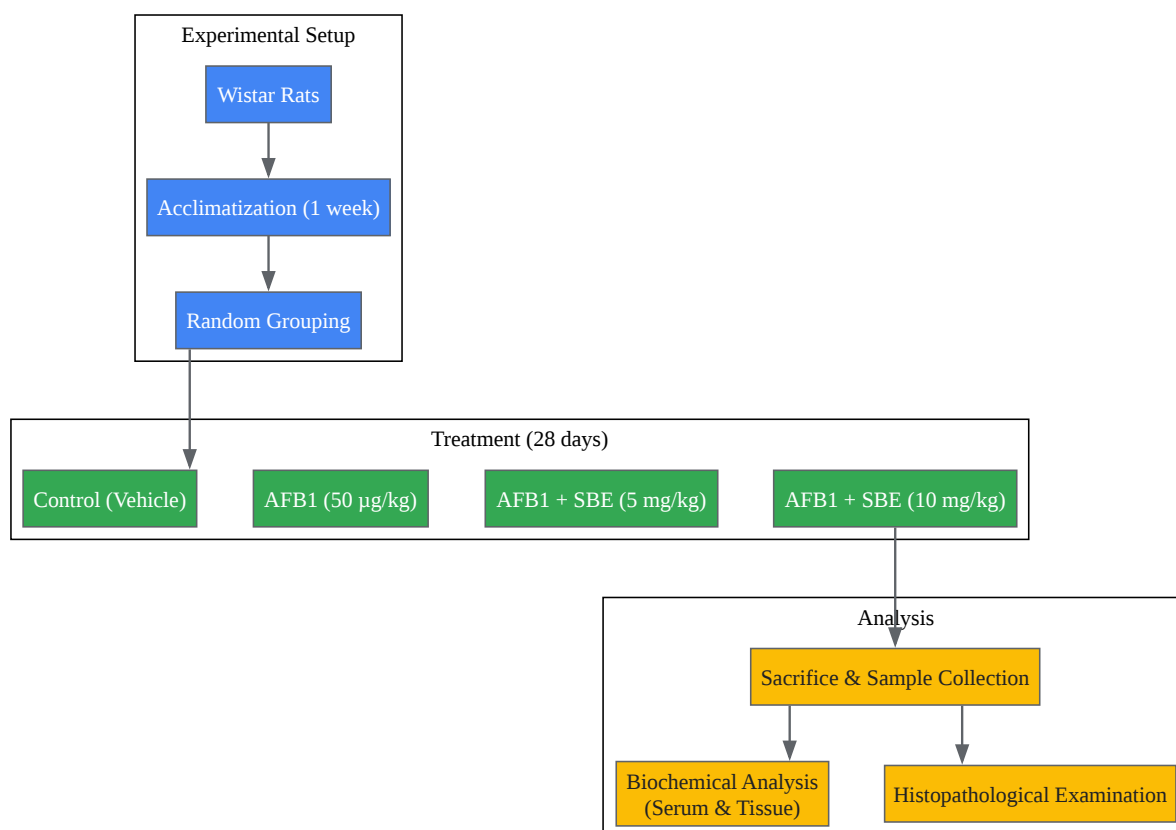 Experimental Setup
Wistar Rats
Acclimatization (1 week)
Random Grouping
Treatment (28 days)
Control (Vehicle)
AFB1 (50 µg/kg)
AFB1 + SBE (5 mg/kg)
AFB1 + SBE (10 mg/kg)
Analysis
Sacrifice & Sample Collection
Biochemical Analysis
(Serum & Tissue)
Histopathological Examination